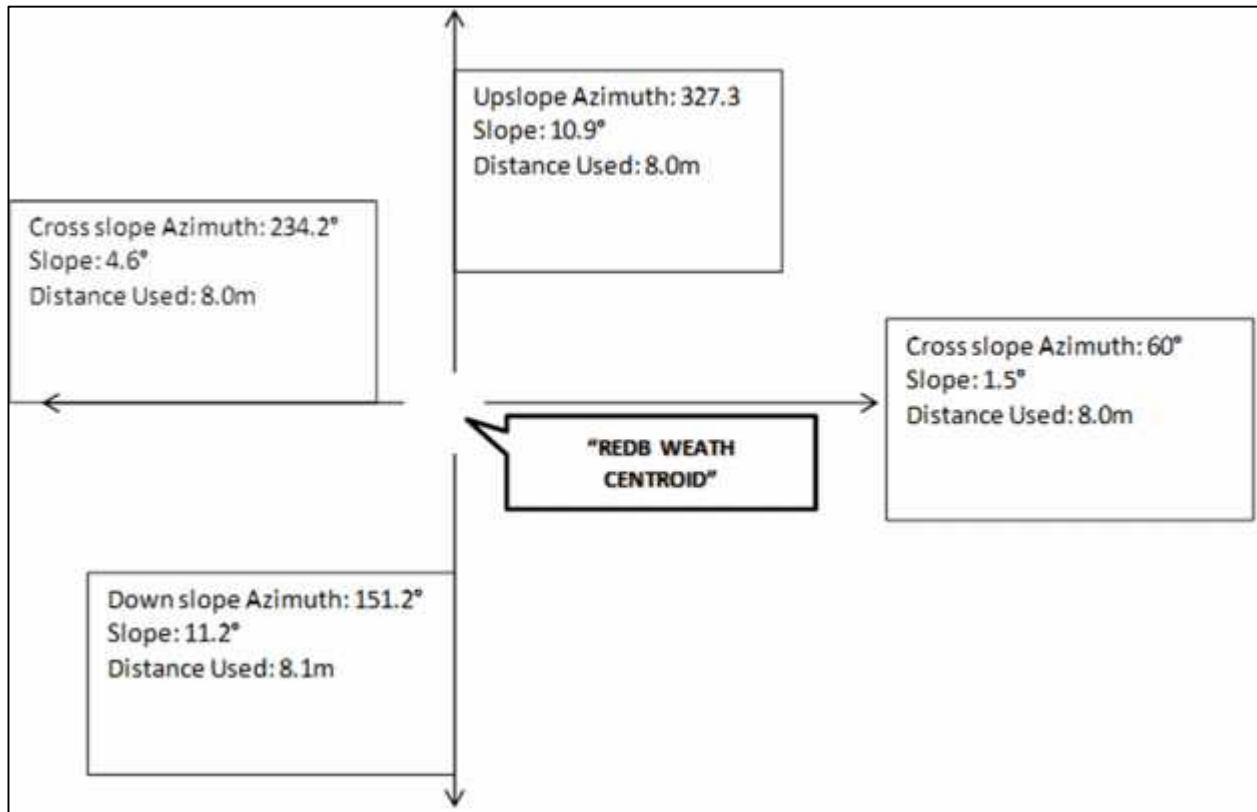 Upslope Azimuth: 327.3
Slope: 10.9°
Distance Used: 8.0m
Cross slope Azimuth: 234.2°
Slope: 4.6°
Distance Used: 8.0m
Cross slope Azimuth: 60°
Slope: 1.5°
Distance Used: 8.0m
"REDB WEATH
CENTROID"
Down slope Azimuth: 151.2°
Slope: 11.2°
Distance Used: 8.1m